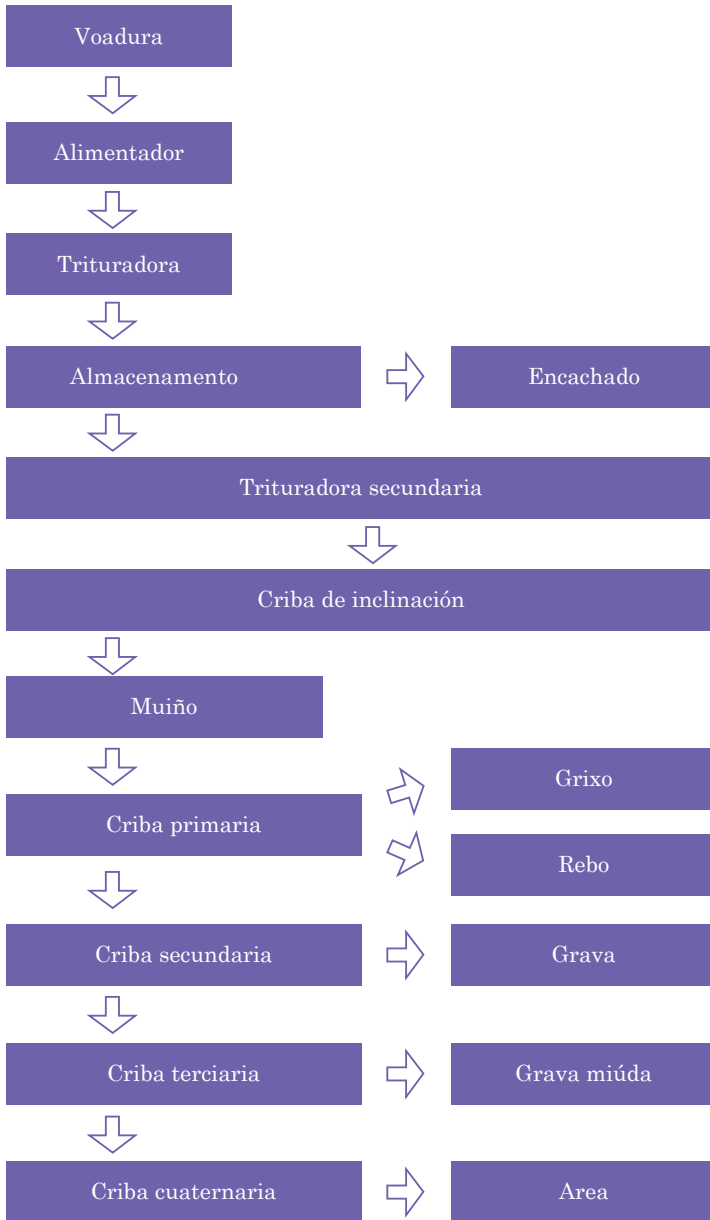 Voadura
Alimentador
Trituradora
Almacenamento
Encachado
Trituradora secundaria
Criba de inclinación
Muiño
Grixo
Criba primaria
Rebo
Criba secundaria
Grava
Criba terciaria
Grava miúda
Criba cuaternaria
Area